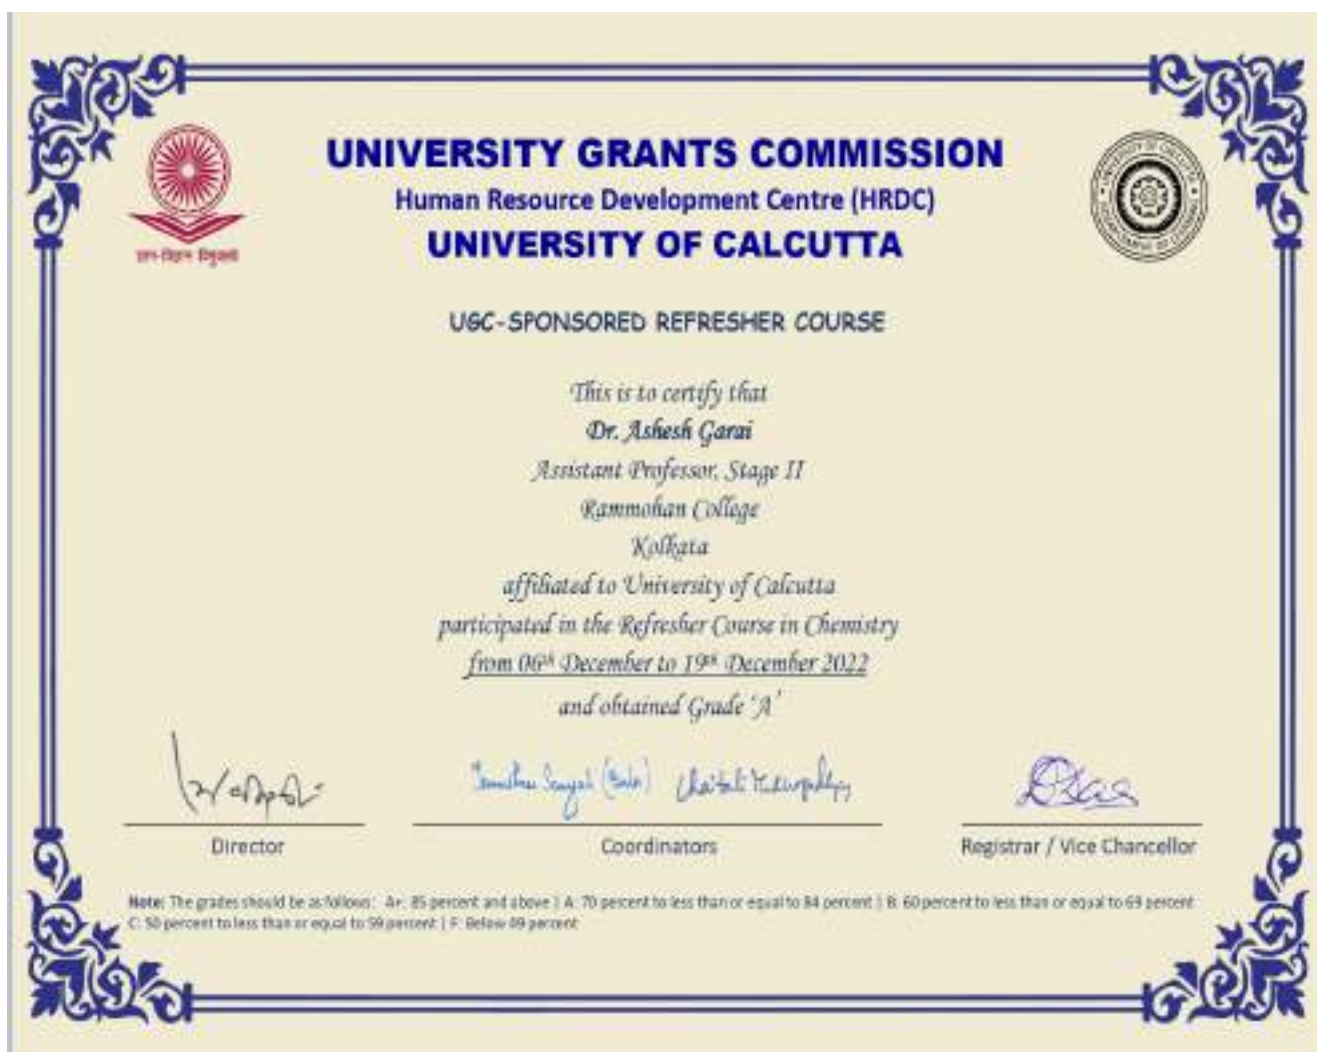 UNIVERSITY GRANTS COMMISSION
Human Resource Development Centre (HRDC)
UNIVERSITY OF CALCUTTA
ज्ञान-विज्ञान विमुक्तये
UGC-SPONSORED REFRESHER COURSE
This is to certify that
Dr. Ashesh Garai
Assistant Professor, Stage II
Rammohan College
Kolkata
affiliated to University of Calcutta
participated in the Refresher Course in Chemistry
from 06th December to 19th December 2022
and obtained Grade 'A'
Director
Coordinators
Registrar / Vice Chancellor
Note: The grades should be as follows: A+: 85 percent and above | A: 70 percent to less than or equal to 84 percent | B: 60 percent to less than or equal to 69 percent
C: 50 percent to less than or equal to 59 percent | F: Below 49 percent